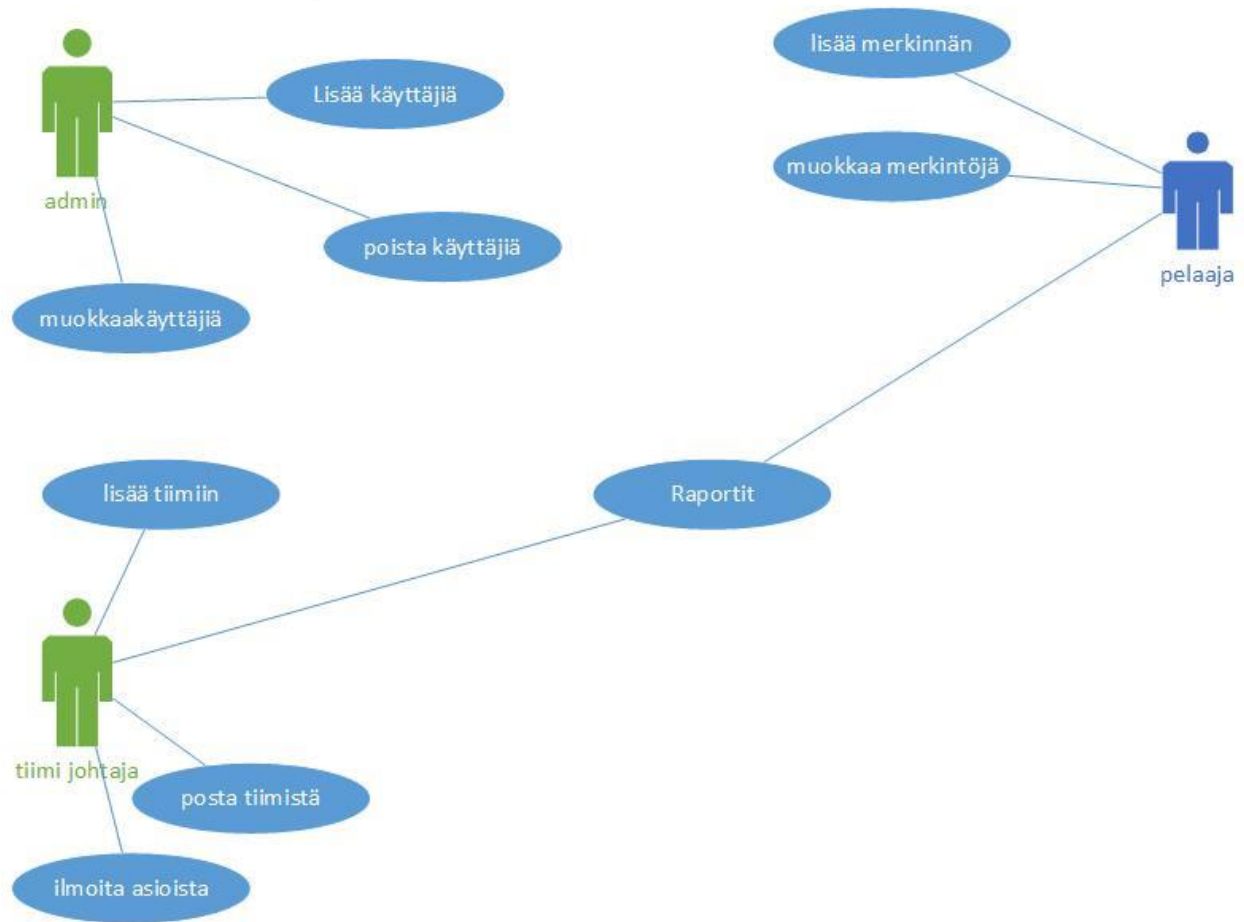 lisää merkinnän
Lisää käyttäjiä
muokkaa merkintöjä
admin
poista käyttäjiä
pelaaja
muokkaakäyttäjiä
lisää tiimiin
Raportit
tiimi johtaja
posta tiimistä
ilmoita asioista